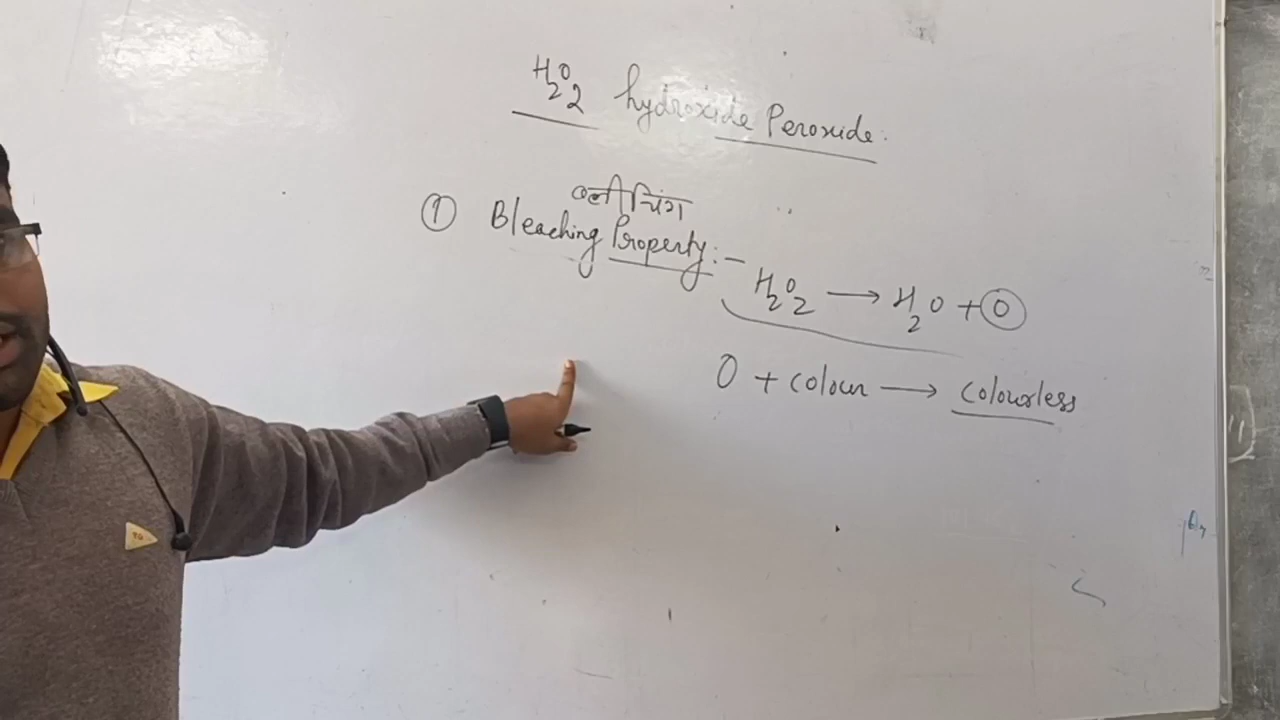 H2O2 hydroxide Peroxide.
ब्लीचिंग
① Bleaching Property:-
H2O2 → H2O + O
O + colour → colourless